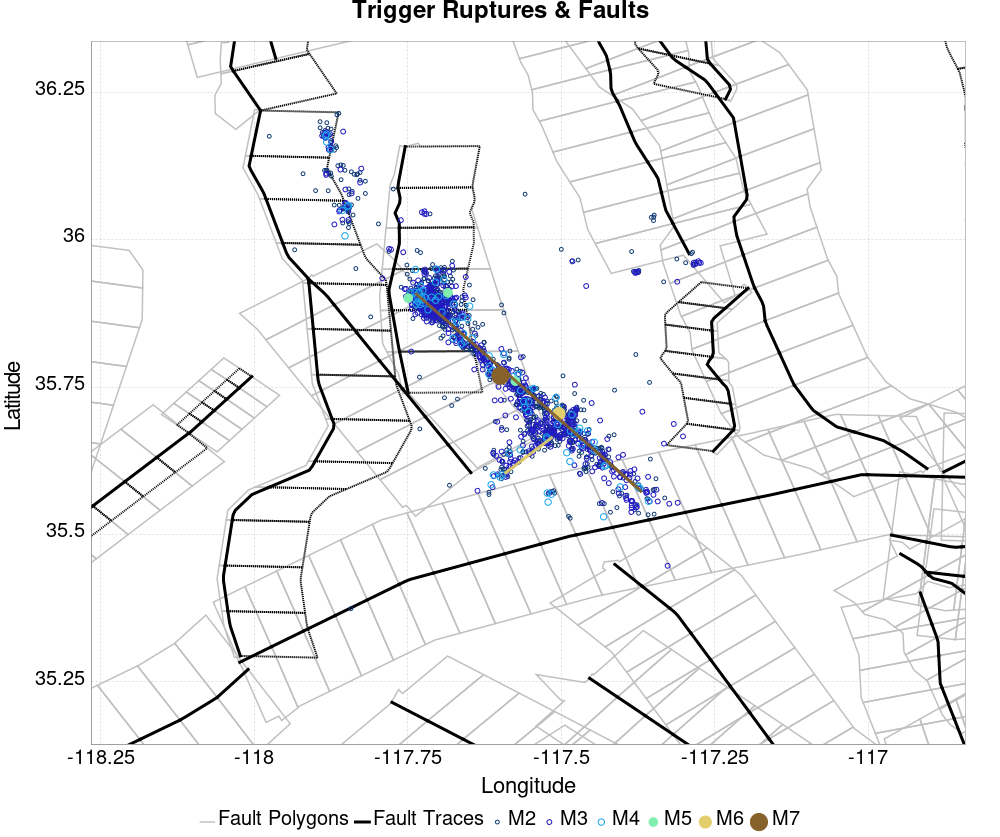 Trigger Ruptures & Faults
36.25
36
35.75
35.5
35.25
Latitude
-118.25 -118 -117.75 -117.5 -117.25 -117
Longitude
Fault Polygons Fault Traces M2 M3 M4 M5 M6 M7